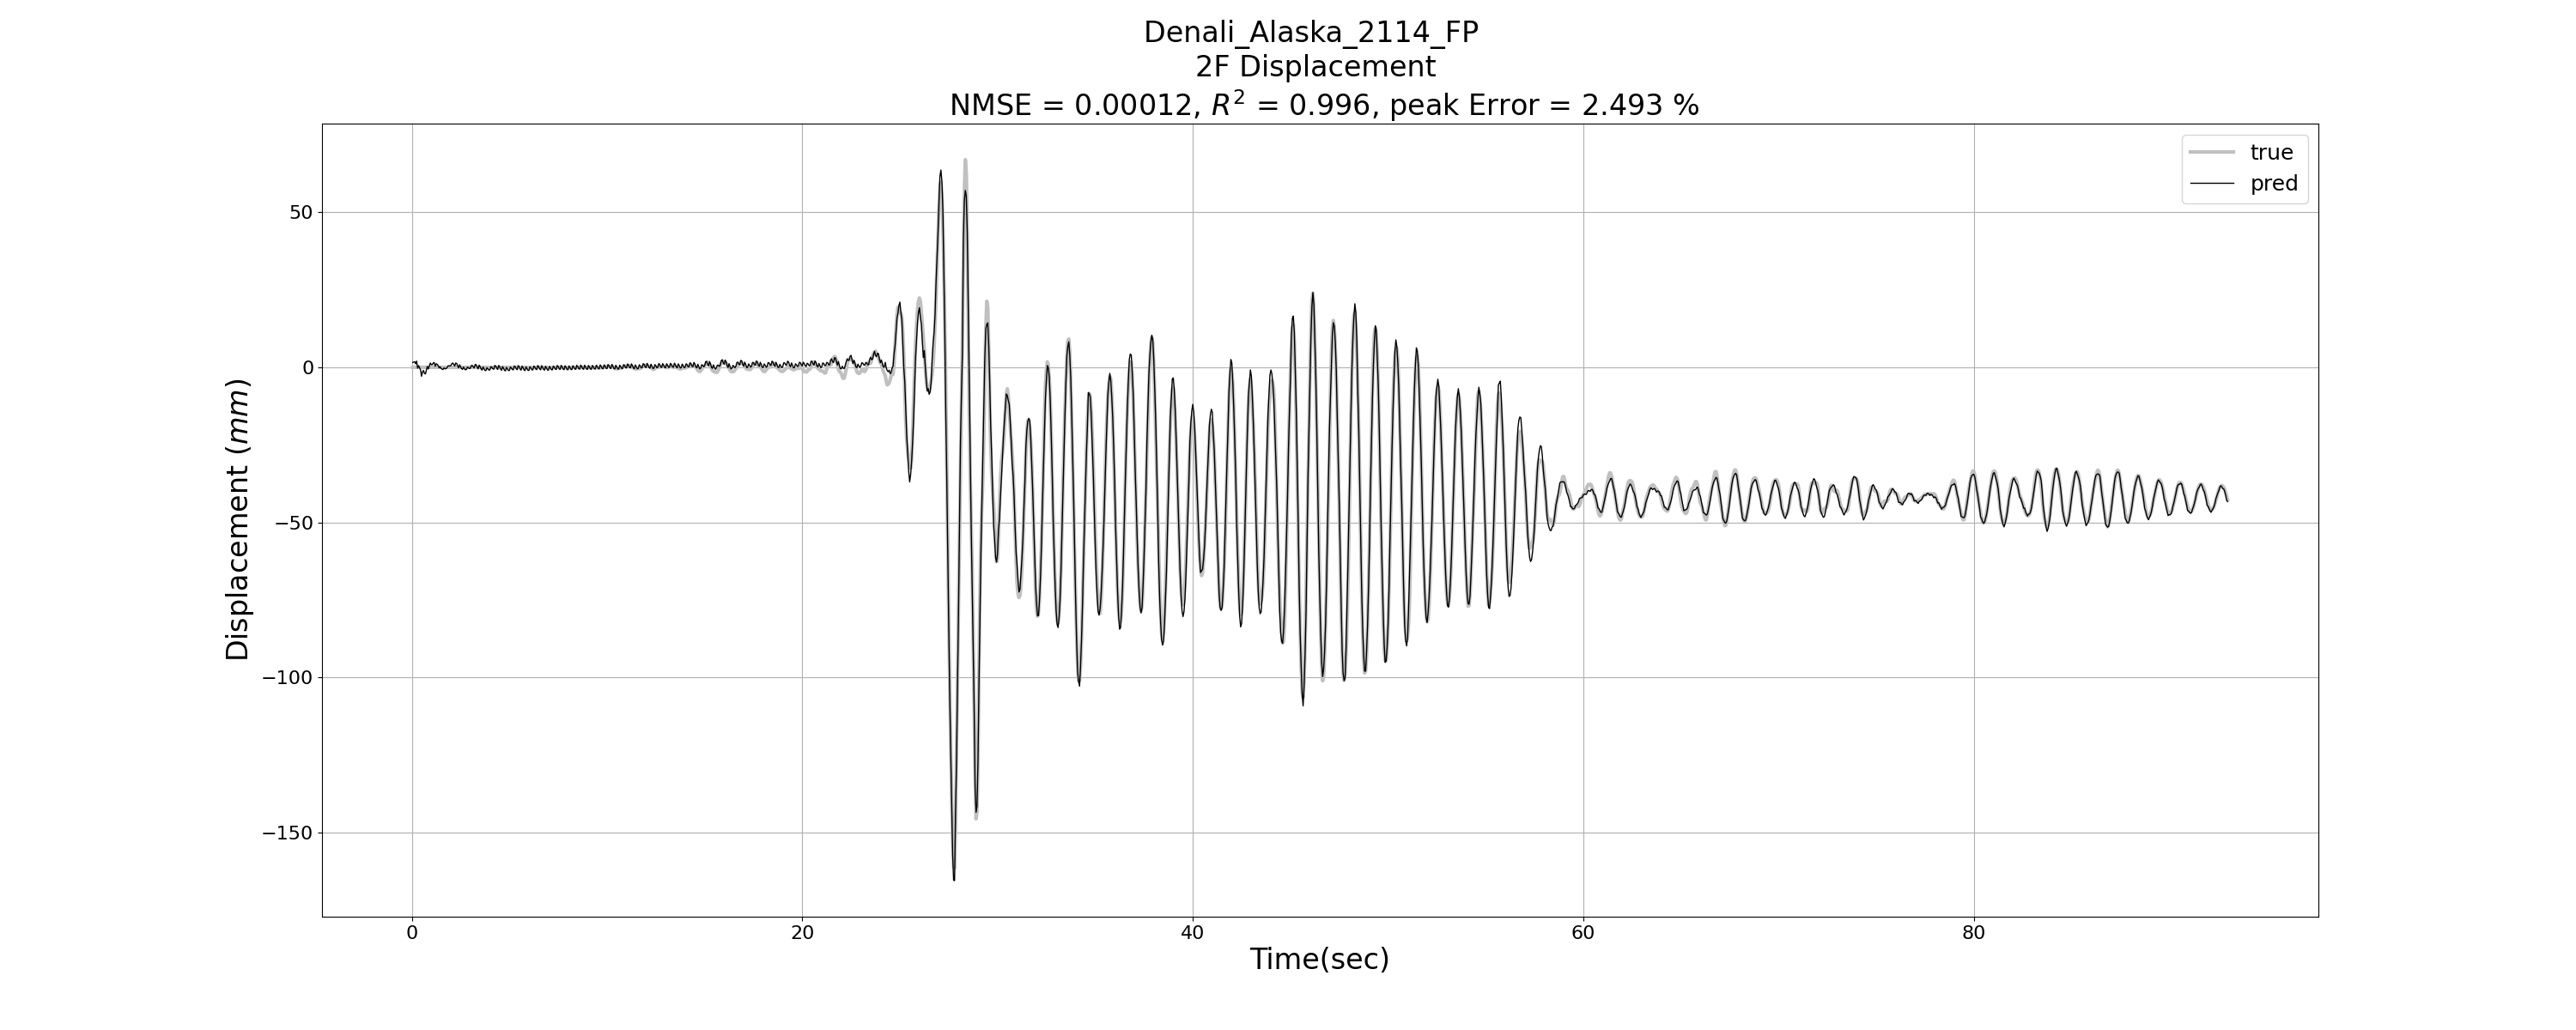 Denali_Alaska_2114_FP
2F Displacement
NMSE = 0.00012, R² = 0.996, peak Error = 2.493 %
true
pred
50
0
−50
−100
−150
Displacement (mm)
0 20 40 60 80
Time(sec)